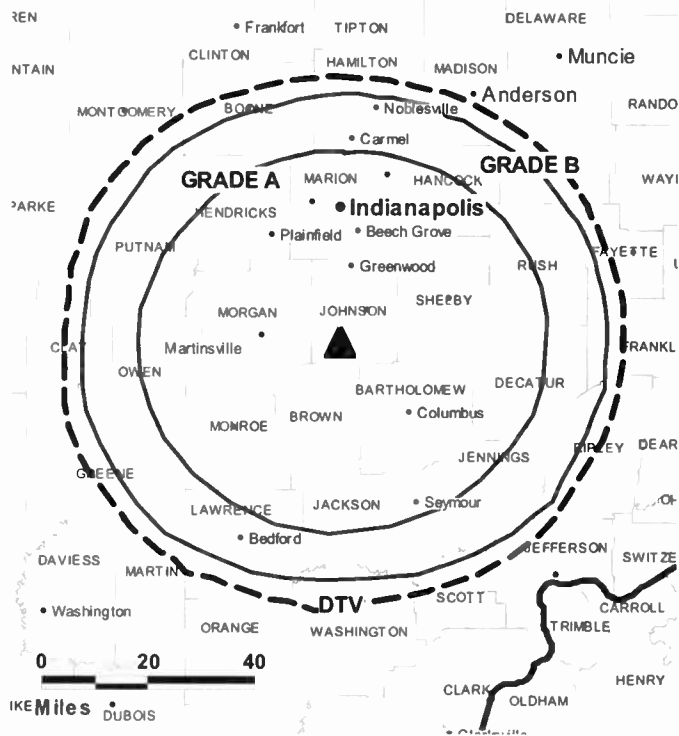 REN
Frankfort
TIPTON
DELAWARE
CLINTON
HAMILTON
MADISON
Muncie
NTAIN
MONTGOMERY
BOONE
Noblesville
Anderson
RANDO
Carmel
GRADE B
GRADE A
MARION
HANCOCK
WAYI
PARKE
HENDRICKS
Indianapolis
Plainfield
Beech Grove
PUTNAM
FAYETTE
Greenwood
RUSH
MORGAN
JOHNSON
SHELBY
CLAY
Martinsville
FRANKL
OWEN
BARTHOLOMEW
DECATUR
MONROE
BROWN
Columbus
RIPLEY
DEAR
GREENE
JENNINGS
LAWRENCE
JACKSON
Seymour
OH
Bedford
DAVIESS
MARTIN
JEFFERSON
SWITZE
Washington
DTV
SCOTT
CARROLL
ORANGE
WASHINGTON
TRIMBLE
0 20 40
HENRY
CLARK
OLDHAM
IKE
Miles
DUBOIS